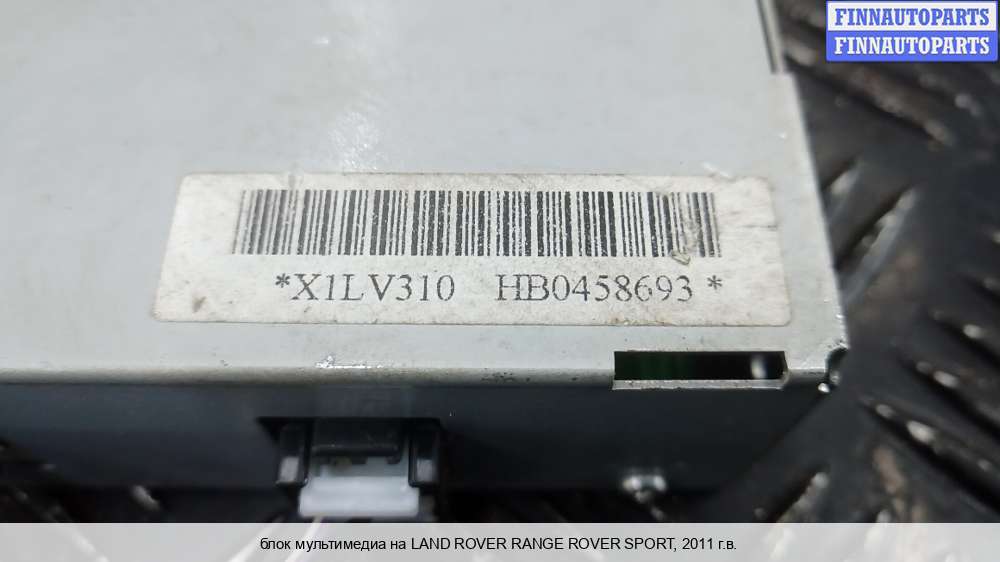 FINNAUTOPARTS
FINNAUTOPARTS
*X1LV310 HB0458693*
блок мультимедиа на LAND ROVER RANGE ROVER SPORT, 2011 г.в.